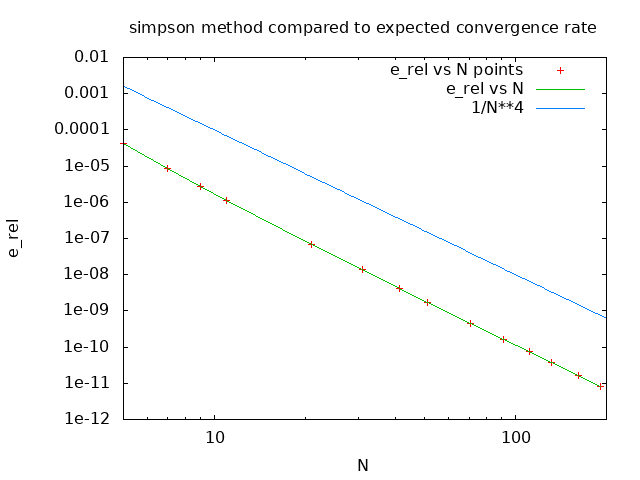 simpson method compared to expected convergence rate
0.01
0.001
0.0001
1e-05
1e-06
1e-07
1e-08
1e-09
1e-10
1e-11
1e-12
e_rel vs N points
e_rel vs N
1/N**4
e_rel
10
100
N